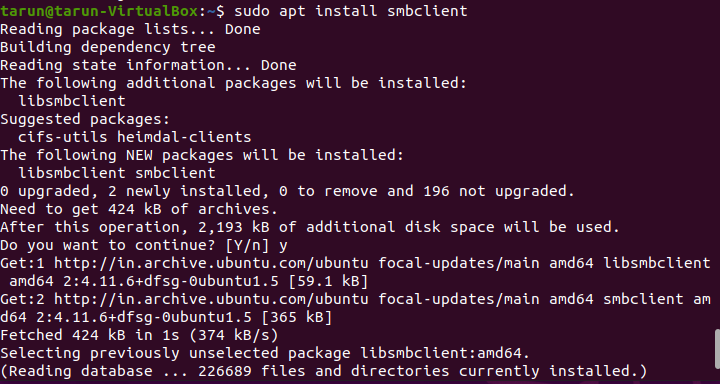 tarun@tarun-VirtualBox:~$ sudo apt install smbclient
Reading package lists... Done
Building dependency tree
Reading state information... Done
The following additional packages will be installed:
  libsmbclient
Suggested packages:
  cifs-utils heimdal-clients
The following NEW packages will be installed:
  libsmbclient smbclient
0 upgraded, 2 newly installed, 0 to remove and 196 not upgraded.
Need to get 424 kB of archives.
After this operation, 2,193 kB of additional disk space will be used.
Do you want to continue? [Y/n] y
Get:1 http://in.archive.ubuntu.com/ubuntu focal-updates/main amd64 libsmbclient
 amd64 2:4.11.6+dfsg-0ubuntu1.5 [59.1 kB]
Get:2 http://in.archive.ubuntu.com/ubuntu focal-updates/main amd64 smbclient am
d64 2:4.11.6+dfsg-0ubuntu1.5 [365 kB]
Fetched 424 kB in 1s (374 kB/s)
Selecting previously unselected package libsmbclient:amd64.
(Reading database ... 226689 files and directories currently installed.)